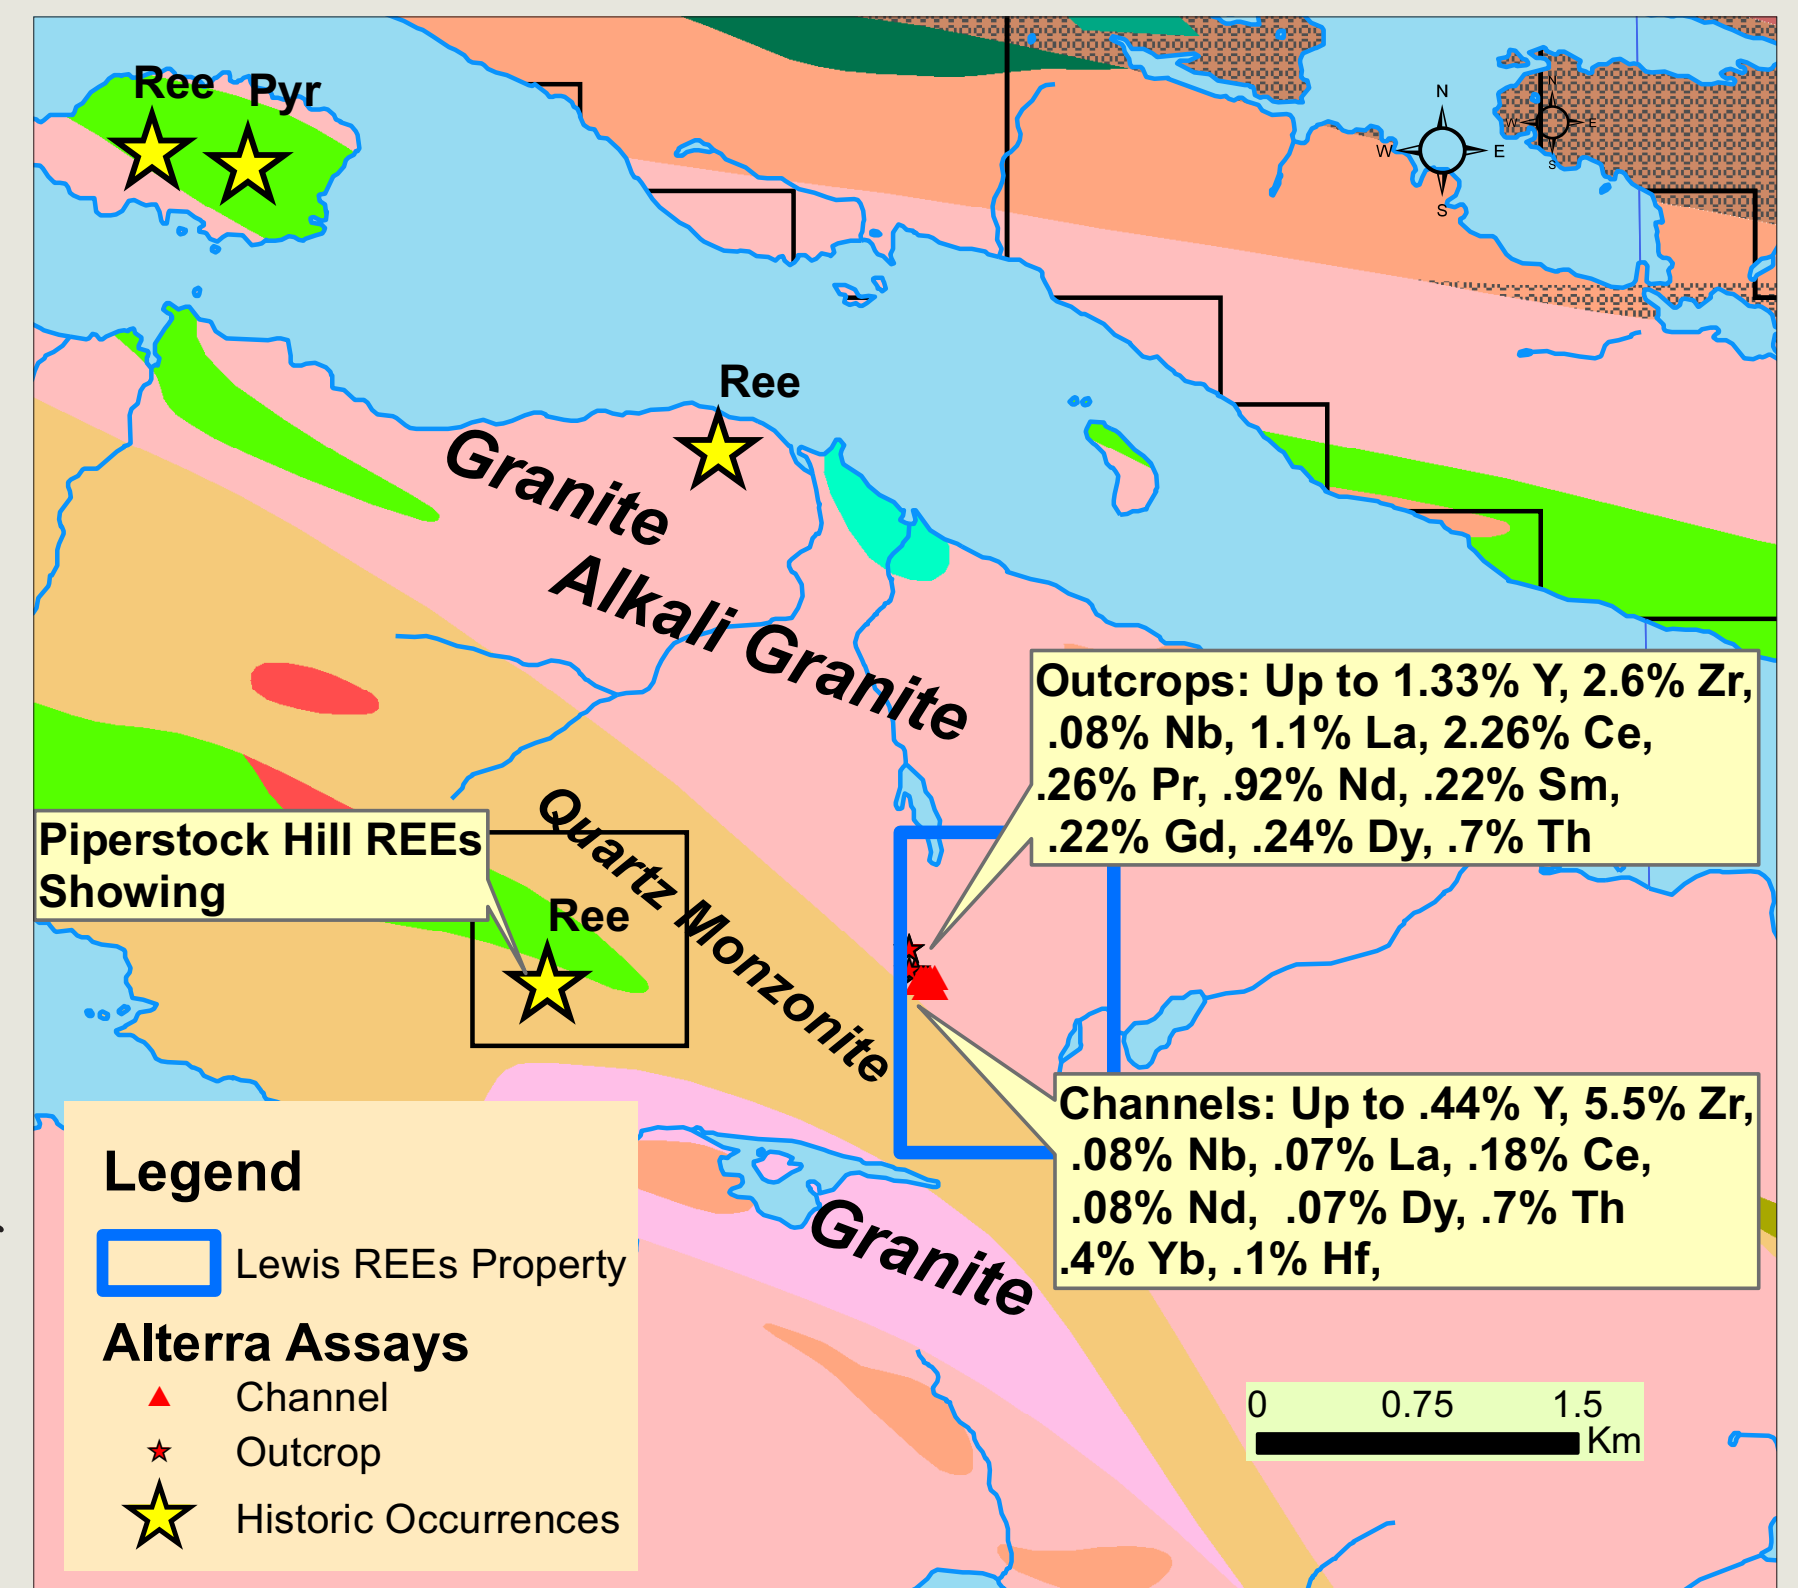 Ree
Pyr
N
W
E
S
N
W
E
S
Ree
Granite
Alkali Granite
Outcrops: Up to 1.33% Y, 2.6% Zr,
.08% Nb, 1.1% La, 2.26% Ce,
.26% Pr, .92% Nd, .22% Sm,
.22% Gd, .24% Dy, .7% Th
Piperstock Hill REEs
Showing
Quartz Monzonite
Ree
Channels: Up to .44% Y, 5.5% Zr,
.08% Nb, .07% La, .18% Ce,
.08% Nd, .07% Dy, .7% Th
.4% Yb, .1% Hf,
Granite
Legend
Lewis REEs Property
Alterra Assays
Channel
Outcrop
Historic Occurrences
0 0.75 1.5
Km